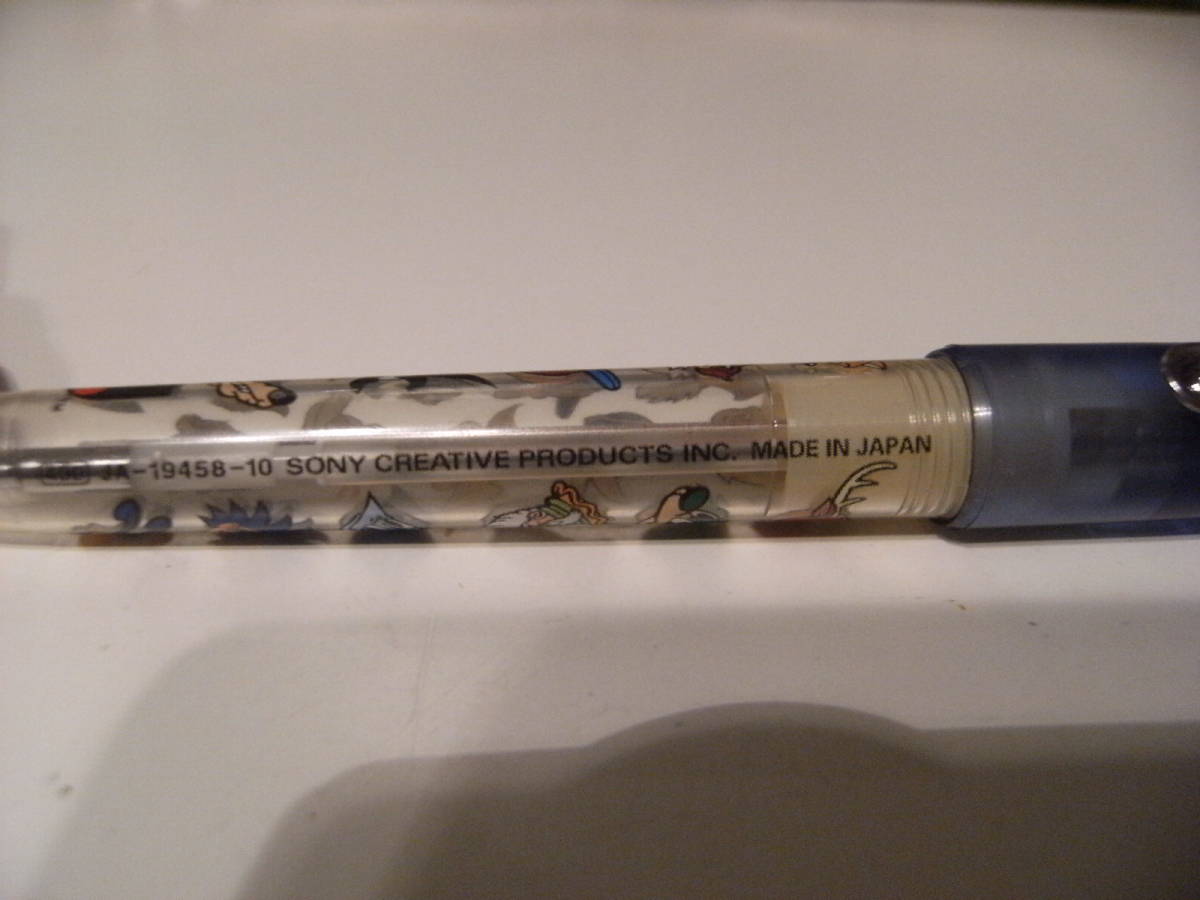 JA-19458-10 SONY CREATIVE PRODUCTS INC. MADE IN JAPAN